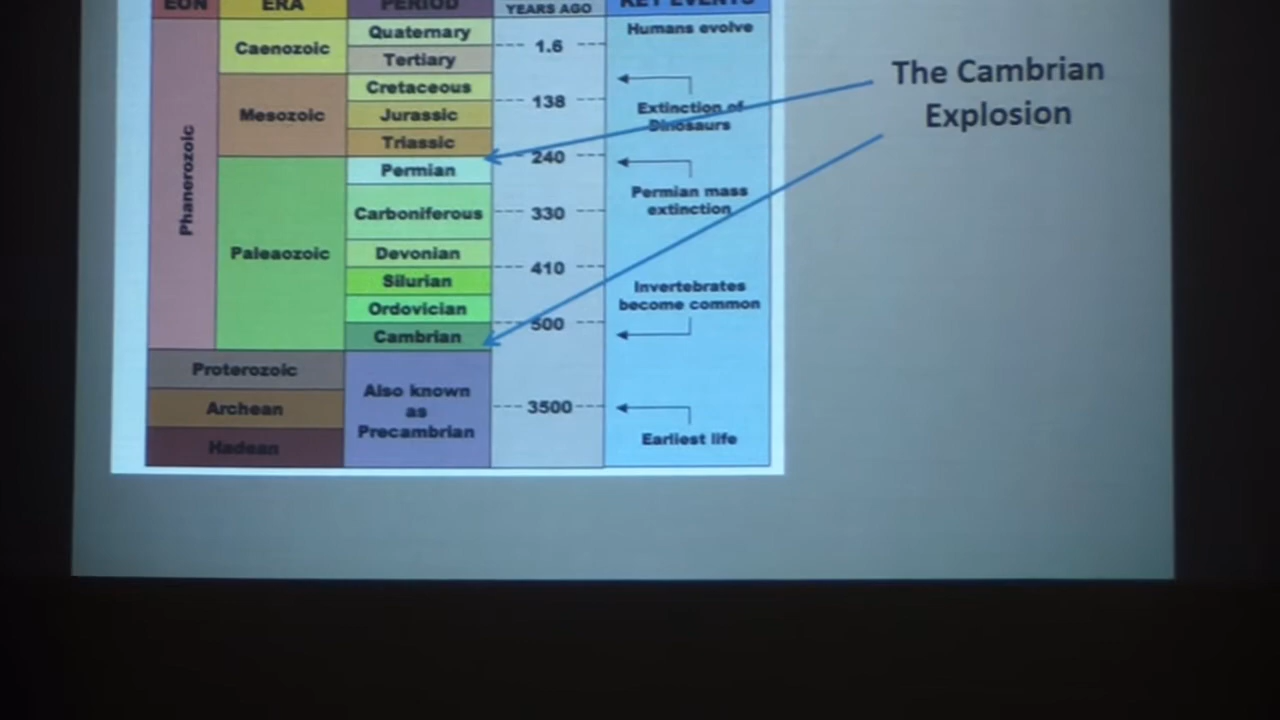 EON
ERA
PERIOD
YEARS AGO
KEY EVENTS
Phanerozoic
Caenozoic
Mesozoic
Paleaozoic
Proterozoic
Archean
Hadean
Quaternary
Tertiary
Cretaceous
Jurassic
Triassic
Permian
Carboniferous
Devonian
Silurian
Ordovician
Cambrian
Also known
as
Precambrian
1.6
138
240
330
410
500
3500
Humans evolve
Extinction of
Dinosaurs
Permian mass
extinction
Invertebrates
become common
Earliest life
The Cambrian
Explosion